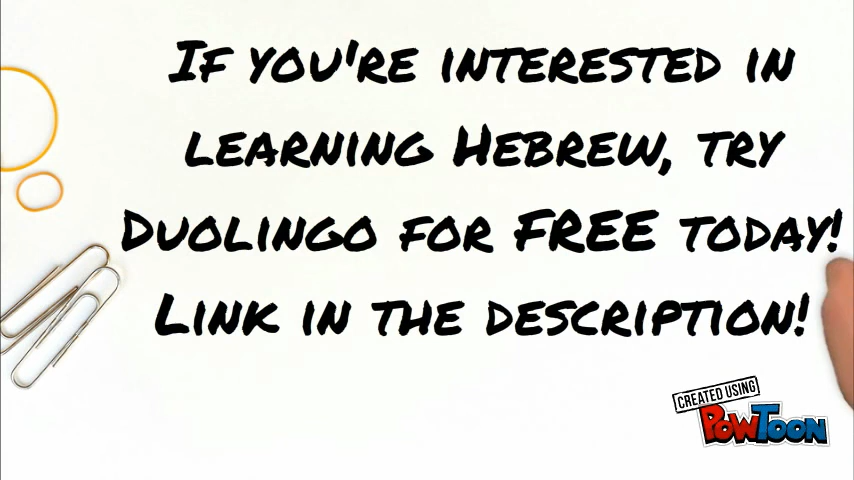 If you're interested in
learning Hebrew, try
Duolingo for FREE today!
Link in the description!
CREATED USING
POWTOON